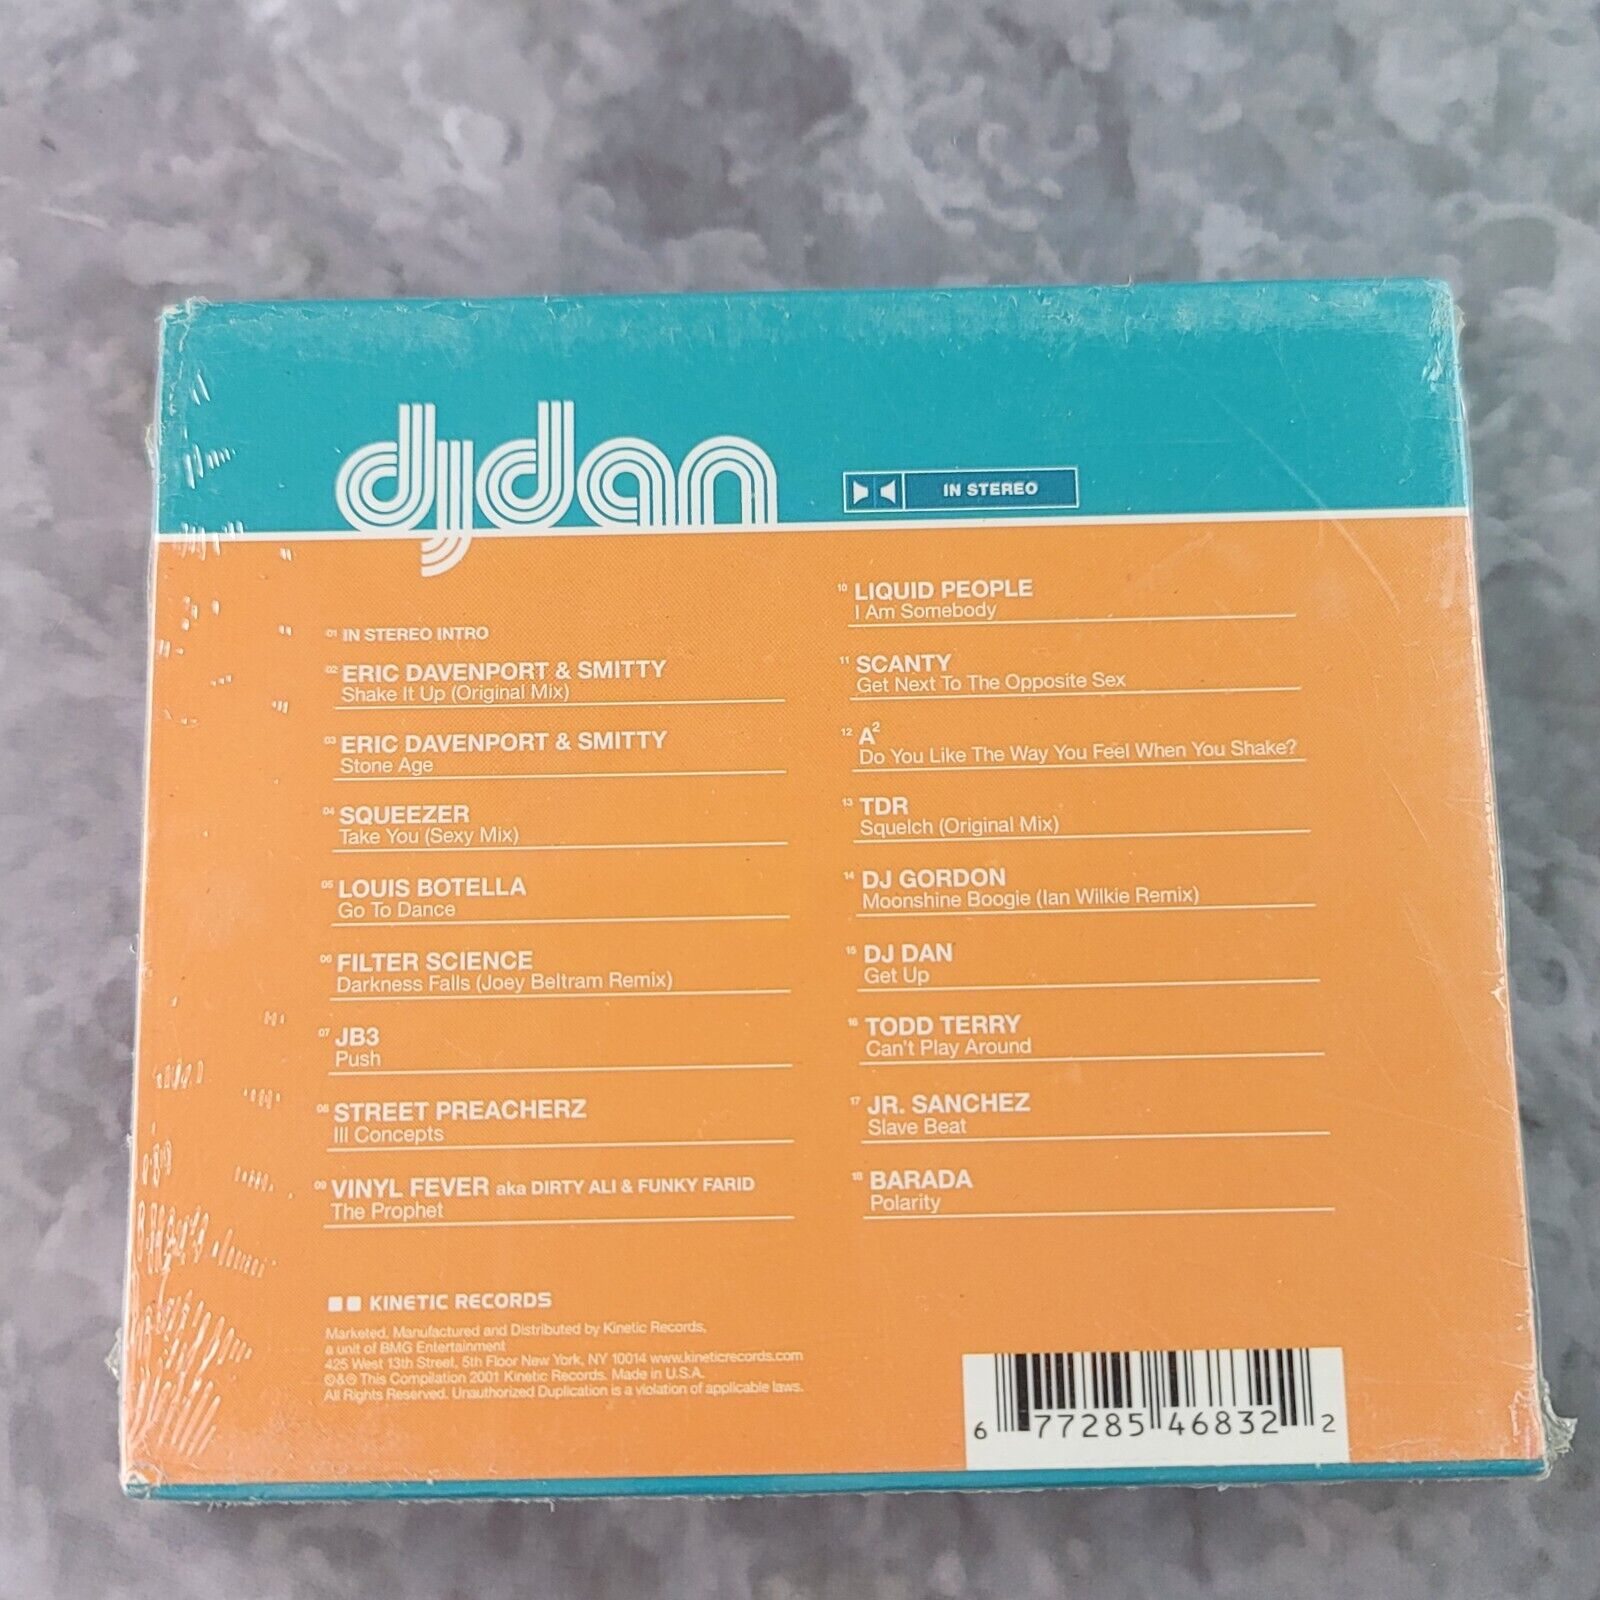 djdan
IN STEREO
01 IN STEREO INTRO
02 ERIC DAVENPORT & SMITTY
Shake It Up (Original Mix)
03 ERIC DAVENPORT & SMITTY
Stone Age
04 SQUEEZER
Take You (Sexy Mix)
05 LOUIS BOTELLA
Go To Dance
06 FILTER SCIENCE
Darkness Falls (Joey Beltram Remix)
07 JB3
Push
08 STREET PREACHERZ
Ill Concepts
09 VINYL FEVER aka DIRTY ALI & FUNKY FARID
The Prophet
10 LIQUID PEOPLE
I Am Somebody
11 SCANTY
Get Next To The Opposite Sex
12 A²
Do You Like The Way You Feel When You Shake?
13 TDR
Squelch (Original Mix)
14 DJ GORDON
Moonshine Boogie (Ian Wilkie Remix)
15 DJ DAN
Get Up
16 TODD TERRY
Can't Play Around
17 JR. SANCHEZ
Slave Beat
18 BARADA
Polarity
KINETIC RECORDS
Marketed, Manufactured and Distributed by Kinetic Records,
a unit of BMG Entertainment
425 West 13th Street, 5th Floor New York, NY 10014 www.kineticrecords.com
©&℗ This Compilation 2001 Kinetic Records. Made in U.S.A.
All Rights Reserved. Unauthorized Duplication is a violation of applicable laws.
6 77285 46832 2